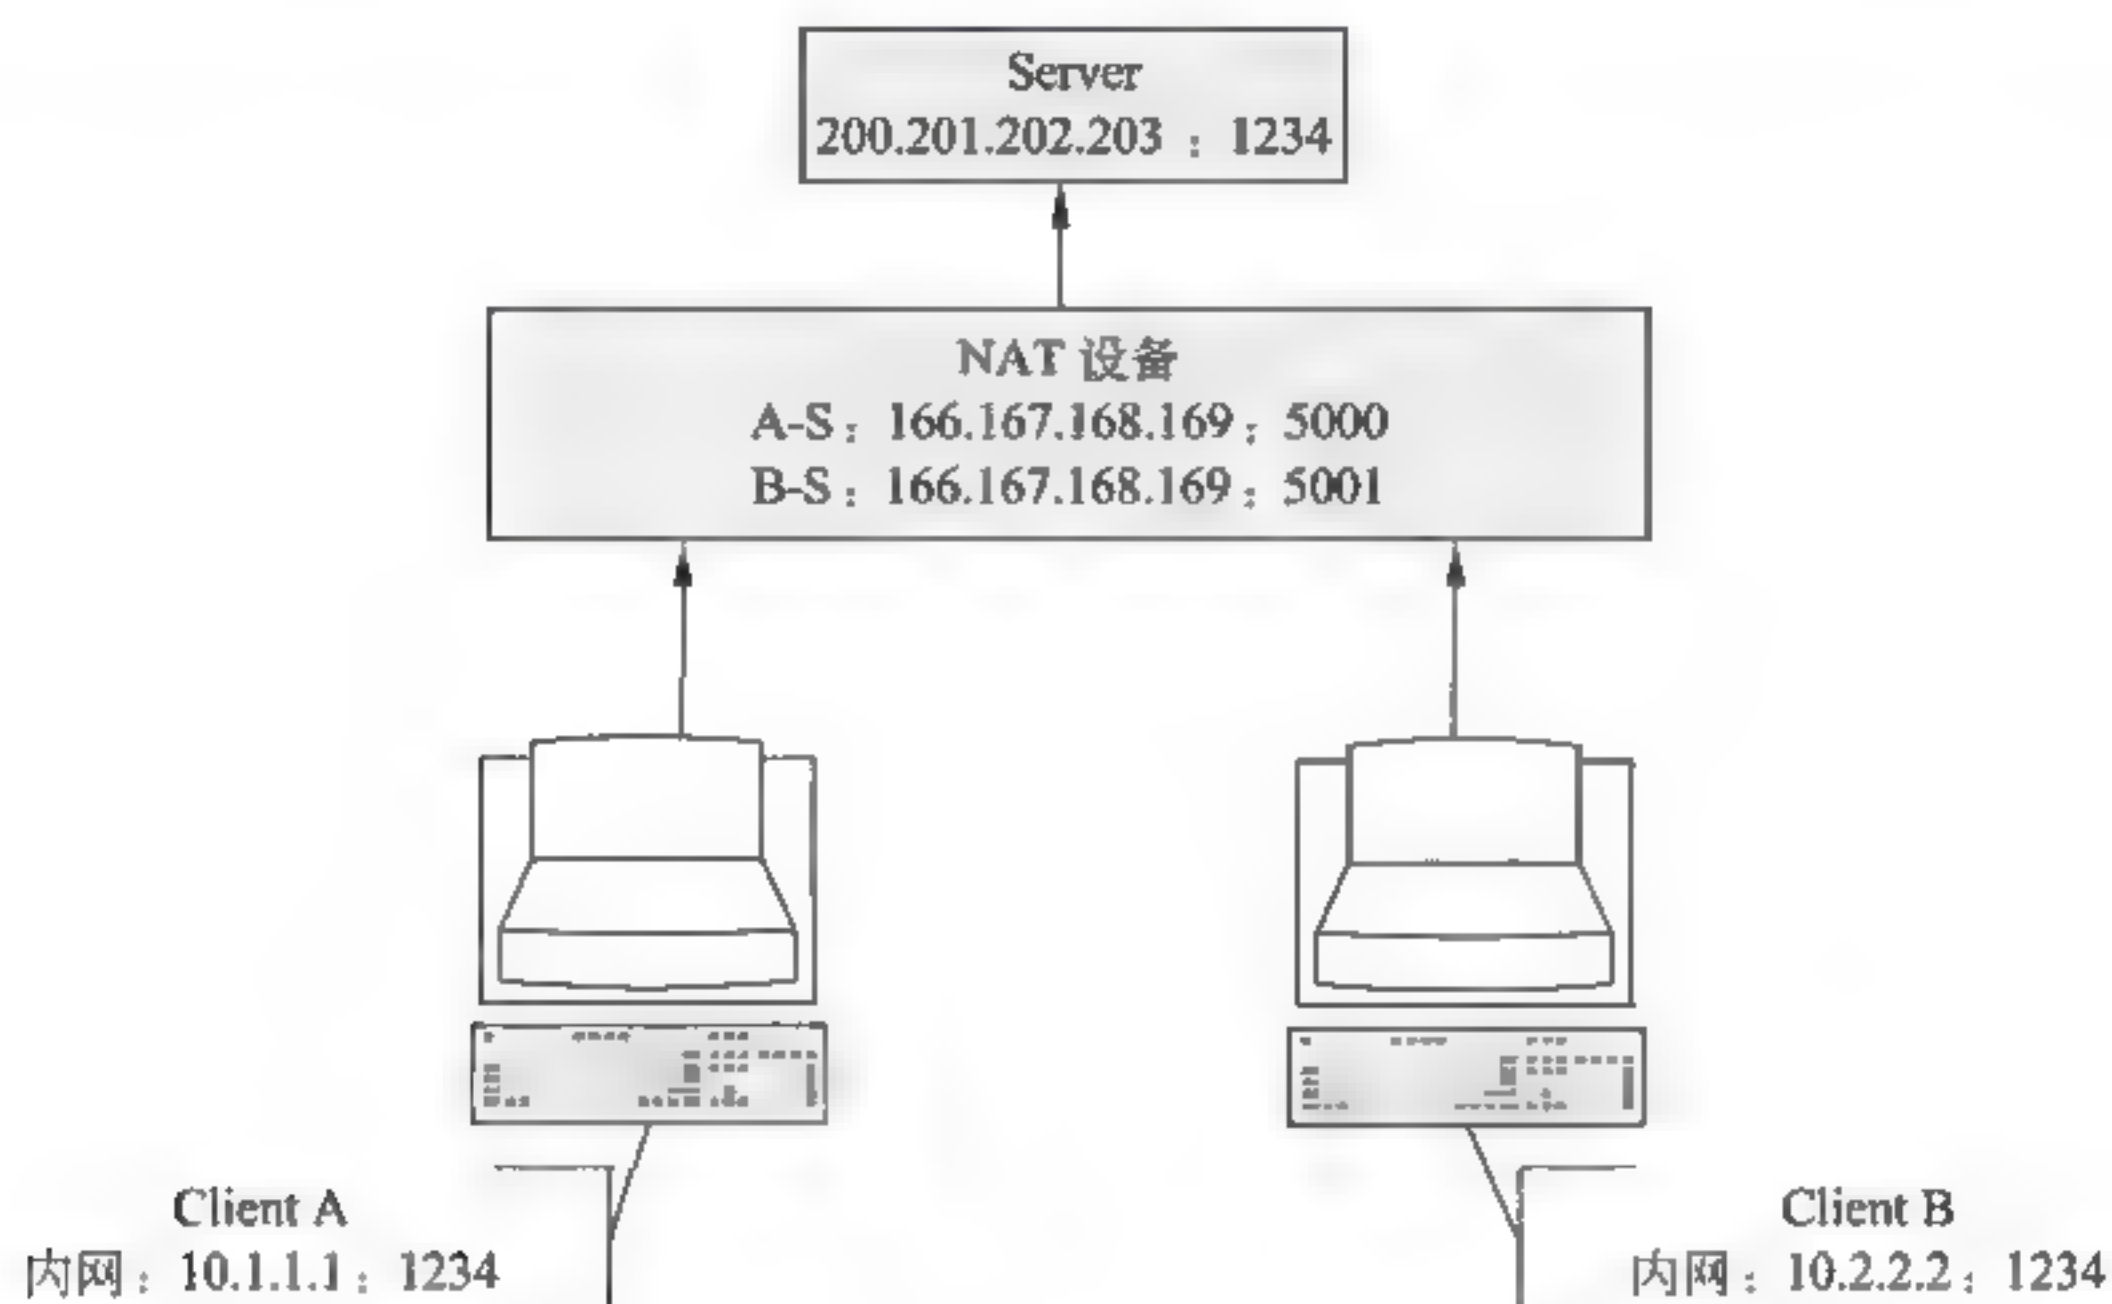 Server
200.201.202.203 : 1234
NAT 设备
A-S: 166.167.168.169: 5000
B-S: 166.167.168.169: 5001
Client A
内网: 10.1.1.1: 1234
Client B
内网: 10.2.2.2: 1234